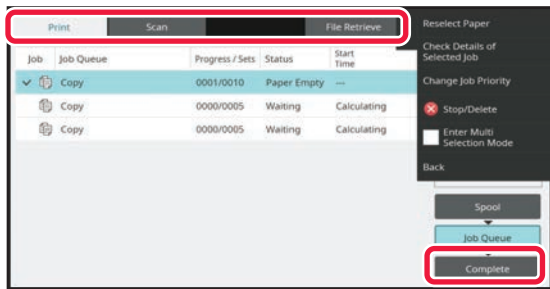 Print Scan File Retrieve
Job Job Queue Progress / Sets Status Start Time
Copy 0001/0010 Paper Empty ---
Copy 0000/0005 Waiting Calculating
Copy 0000/0005 Waiting Calculating
Reselect Paper
Check Details of
Selected Job
Change Job Priority
Stop/Delete
Enter Multi
Selection Mode
Back
Spool
Job Queue
Complete